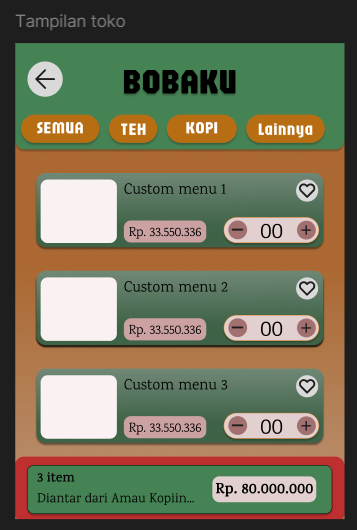 Tampilan toko
BOBAKU
SEMUA TEH KOPI Lainnya
Custom menu 1
Rp. 33.550.336 00
Custom menu 2
Rp. 33.550.336 00
Custom menu 3
Rp. 33.550.336 00
3 item
Diantar dari Amau Kopiin... Rp. 80.000.000